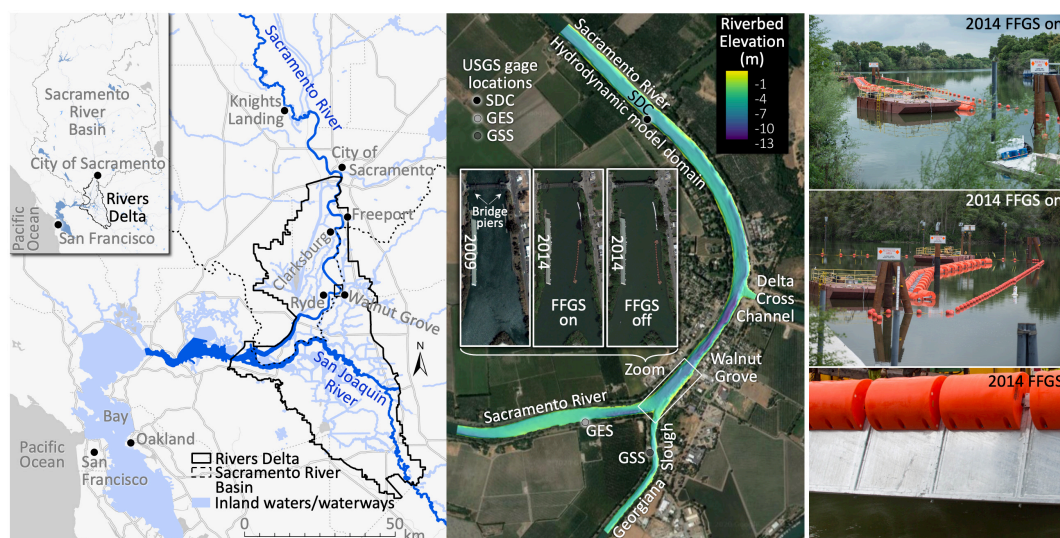 Sacramento
River Basin
City of Sacramento
Rivers
Delta
Pacific
Ocean
San Francisco
Sacramento
River
Knights
Landing
City of
Sacramento
Freeport
Clarksburg
Ryde
Walnut Grove
N
San Joaquin
River
Bay
Oakland
Pacific
Ocean
San
Francisco
Rivers Delta
Sacramento River
Basin
Inland waters/waterways
0
50
km
Sacramento River
Hydrodynamic model domain
SDC
USGS gage
locations
SDC
GES
GSS
Riverbed
Elevation
(m)
-1
-4
-7
-10
-13
Bridge
piers
2009
2014
FFGS
on
2014
FFGS
off
Zoom
Delta
Cross
Channel
Walnut
Grove
Sacramento River
GES
GSS
Georgiana Slough
2014 FFGS on
2014 FFGS on
2014 FFGS on